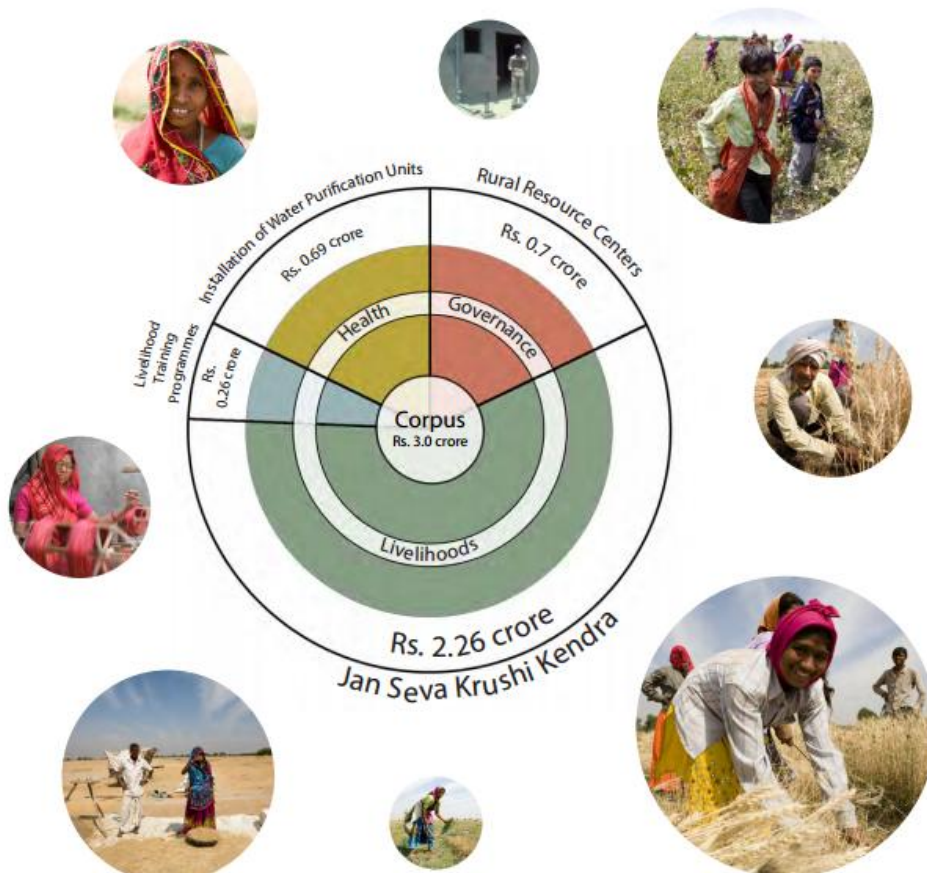 Installation of Water Purification Units
Rural Resource Centers
Rs. 0.69 crore
Rs. 0.7 crore
Health
Governance
Livelihood
Training
Programmes
Rs.
0.26 crore
Corpus
Rs. 3.0 crore
Livelihoods
Rs. 2.26 crore
Jan Seva Krushi Kendra